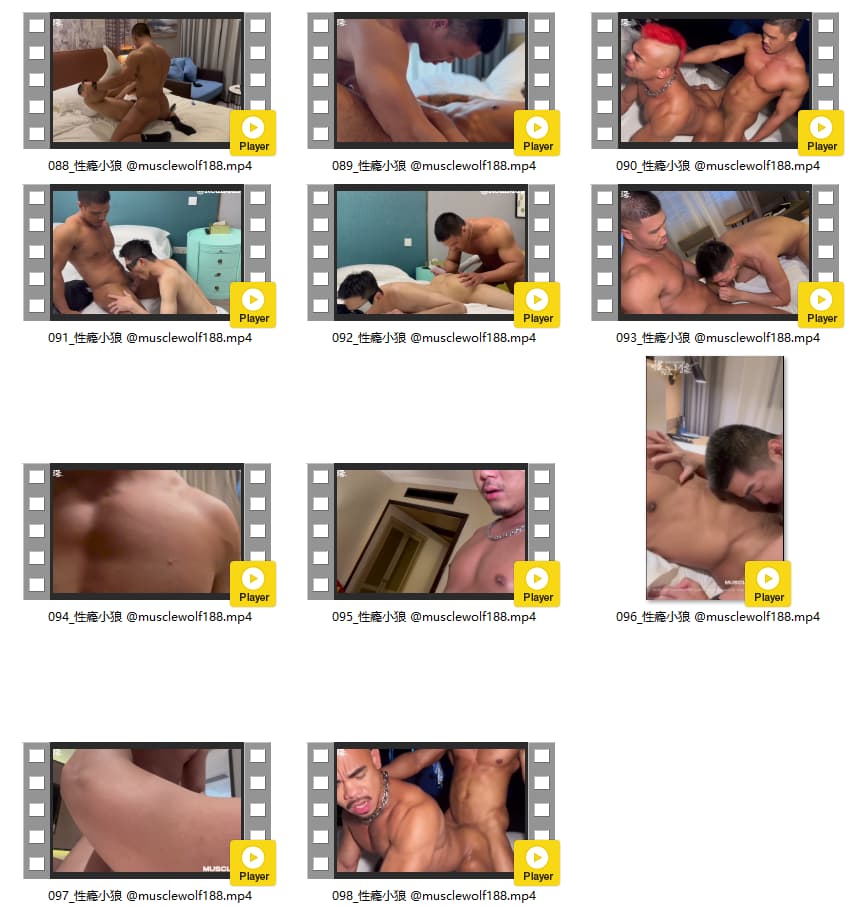 Player
Player
Player
088_性瘾小狼 @musclewolf188.mp4
089_性瘾小狼 @musclewolf188.mp4
090_性瘾小狼 @musclewolf188.mp4
Player
Player
Player
091_性瘾小狼 @musclewolf188.mp4
092_性瘾小狼 @musclewolf188.mp4
093_性瘾小狼 @musclewolf188.mp4
Player
Player
Player
094_性瘾小狼 @musclewolf188.mp4
095_性瘾小狼 @musclewolf188.mp4
096_性瘾小狼 @musclewolf188.mp4
Player
Player
097_性瘾小狼 @musclewolf188.mp4
098_性瘾小狼 @musclewolf188.mp4